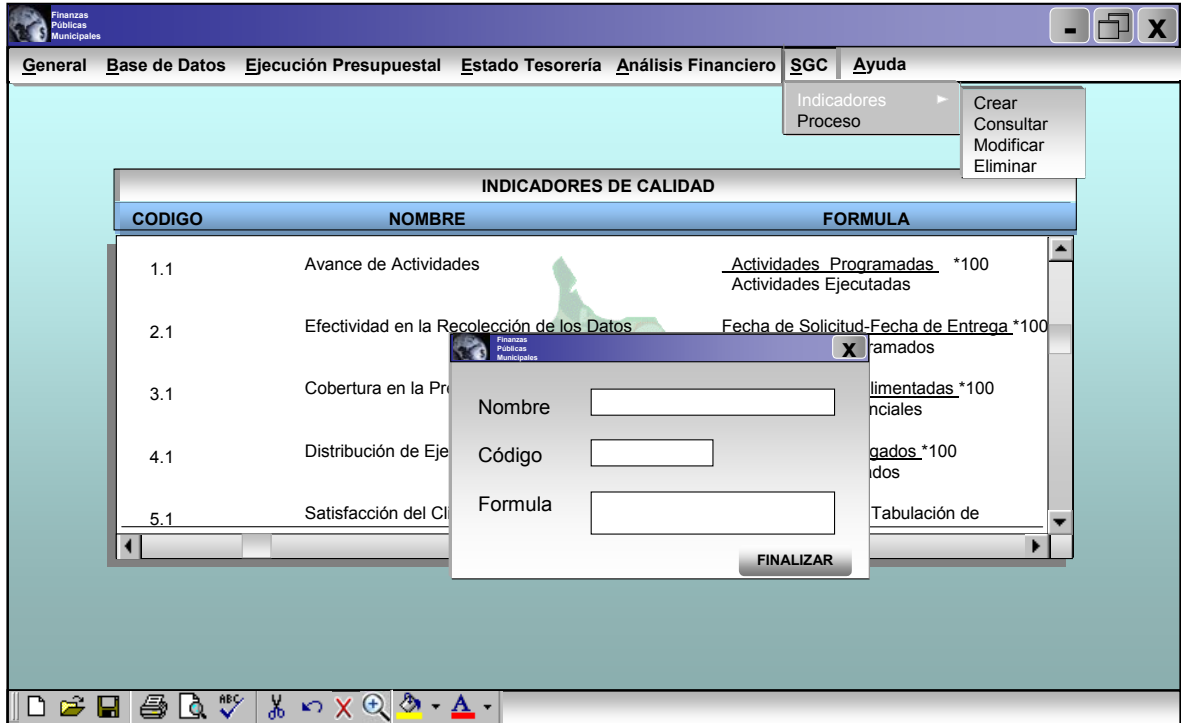 Finanzas
Públicas
Municipales
- X
General Base de Datos Ejecución Presupuestal Estado Tesorería Análisis Financiero SGC Ayuda
Indicadores
Proceso
Crear
Consultar
Modificar
Eliminar
INDICADORES DE CALIDAD
CODIGO NOMBRE FORMULA
1.1 Avance de Actividades Actividades Programadas *100
Actividades Ejecutadas
2.1 Efectividad en la Recolección de los Datos Fecha de Solicitud-Fecha de Entrega *100
3.1 Cobertura en la *100
4.1 Distribución de *100
5.1 Satisfacción del Tabulación de
Finanzas
Públicas
Municipales
X
Nombre
Código
Formula
FINALIZAR
ABC
A